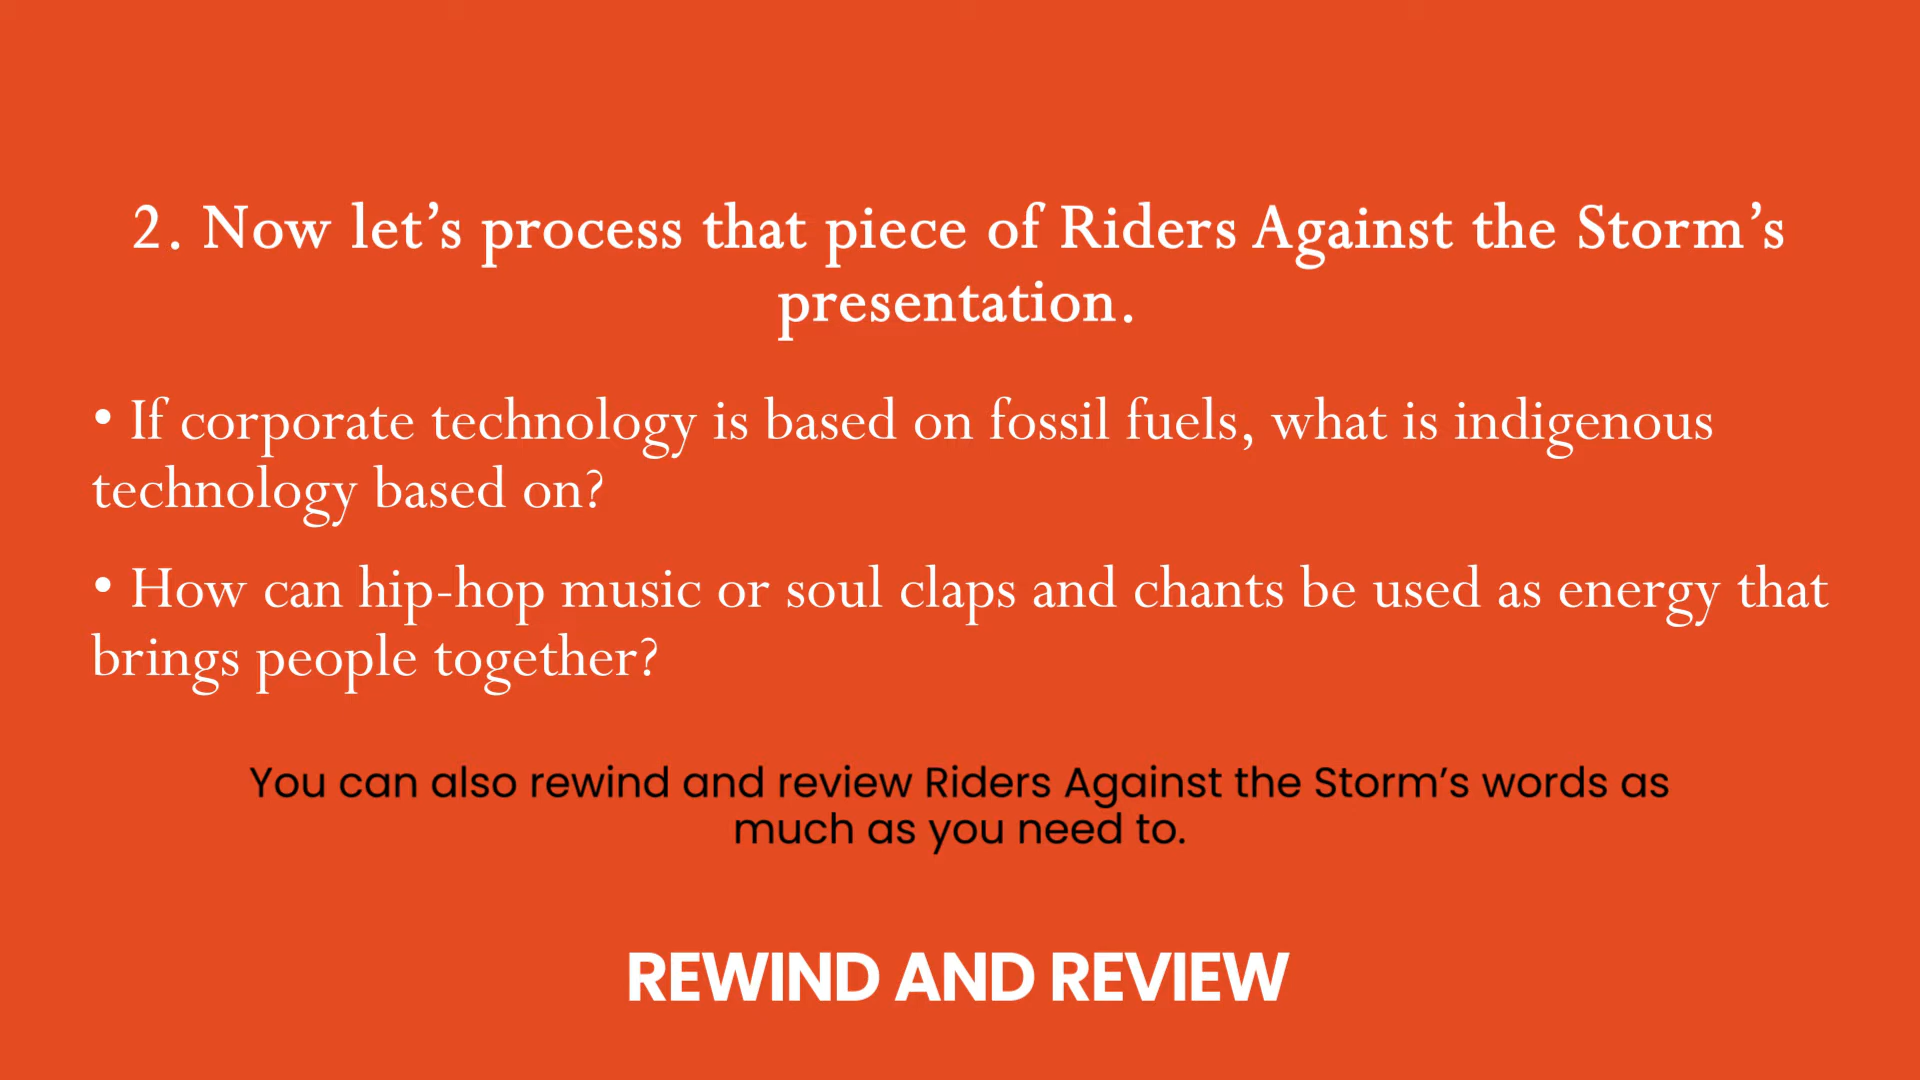 2. Now let’s process that piece of Riders Against the Storm’s
presentation.
• If corporate technology is based on fossil fuels, what is indigenous
technology based on?
• How can hip-hop music or soul claps and chants be used as energy that
brings people together?
You can also rewind and review Riders Against the Storm’s words as
much as you need to.
REWIND AND REVIEW